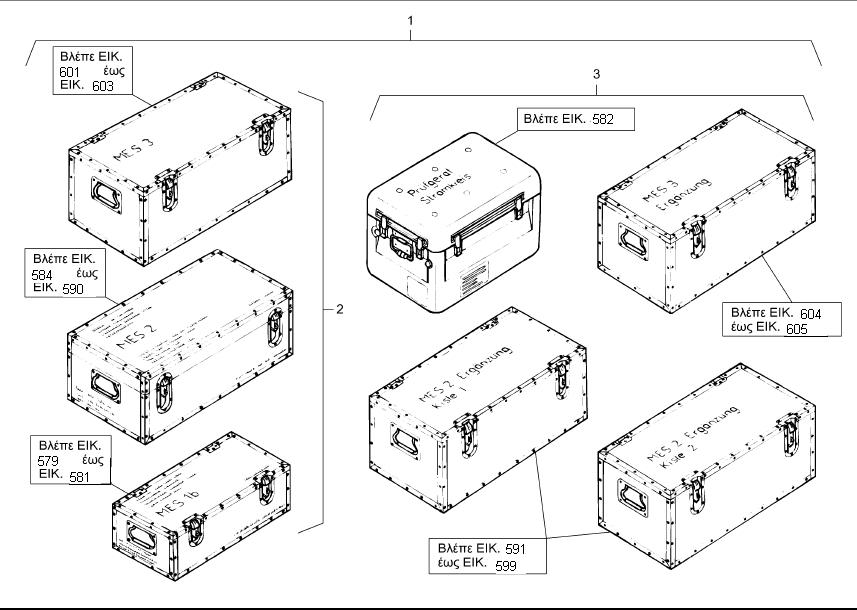 1
Βλέπε ΕΙΚ.
601 έως
ΕΙΚ. 603
MES 3
3
Βλέπε ΕΙΚ. 582
Prüfgerät
Stromkreis
MES 3
Ergänzung
Βλέπε ΕΙΚ.
584 έως
ΕΙΚ. 590
MES 2
2
Βλέπε ΕΙΚ. 604
έως ΕΙΚ. 605
MES 2 Ergänzung
Kiste 1
MES 2 Ergänzung
Kiste 2
Βλέπε ΕΙΚ.
579 έως
ΕΙΚ. 581
MES 1b
Βλέπε ΕΙΚ. 591
έως ΕΙΚ. 599